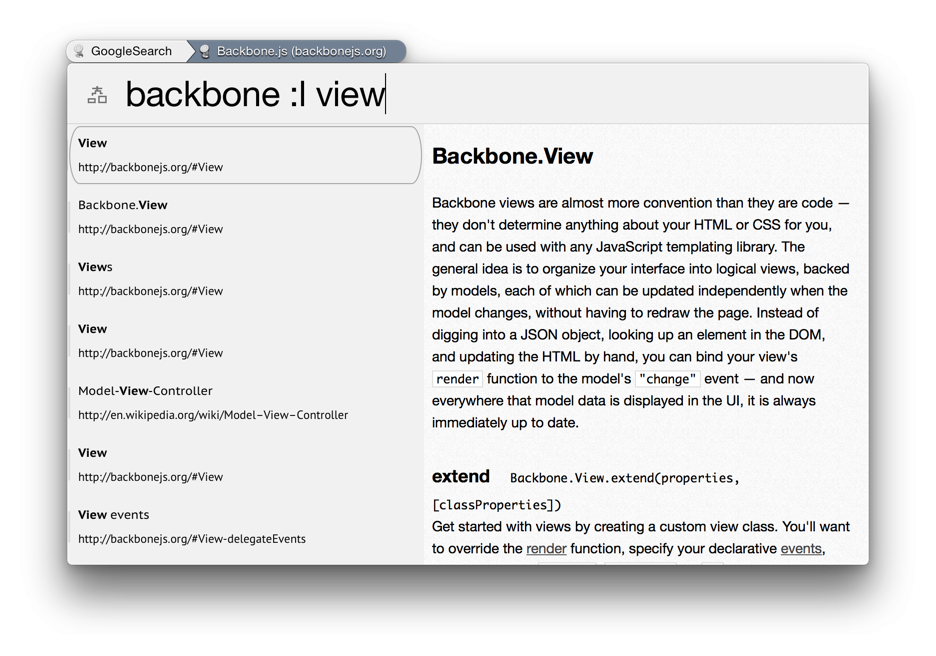 GoogleSearch Backbone.js (backbonejs.org)
backbone :l view
View
http://backbonejs.org/#View
Backbone.View
http://backbonejs.org/#View
Views
http://backbonejs.org/#View
View
http://backbonejs.org/#View
Model-View-Controller
http://en.wikipedia.org/wiki/Model–View–Controller
View
http://backbonejs.org/#View
View events
http://backbonejs.org/#View-delegateEvents
Backbone.View
Backbone views are almost more convention than they are code —
they don't determine anything about your HTML or CSS for you,
and can be used with any JavaScript templating library. The
general idea is to organize your interface into logical views, backed
by models, each of which can be updated independently when the
model changes, without having to redraw the page. Instead of
digging into a JSON object, looking up an element in the DOM,
and updating the HTML by hand, you can bind your view's
render function to the model's "change" event — and now
everywhere that model data is displayed in the UI, it is always
immediately up to date.
extend Backbone.View.extend(properties,
[classProperties])
Get started with views by creating a custom view class. You'll want
to override the render function, specify your declarative events,